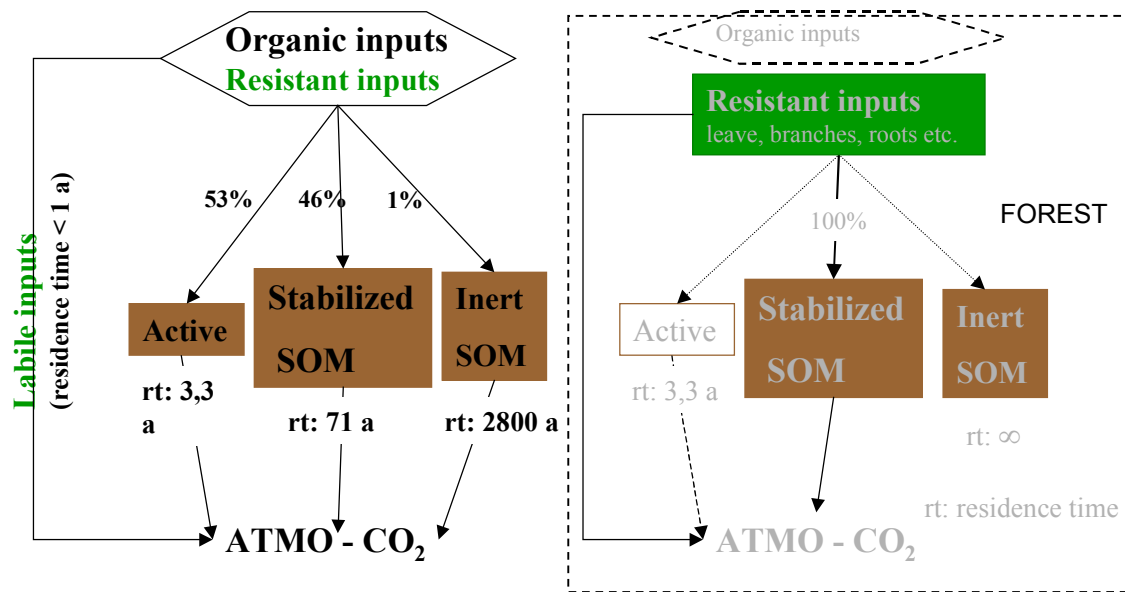 Organic inputs
Resistant inputs
Labile inputs
(residence time < 1 a)
53%
46%
1%
Active
Stabilized
SOM
Inert
SOM
rt: 3,3
a
rt: 71 a
rt: 2800 a
ATMO - CO₂
Organic inputs
Resistant inputs
leave, branches, roots etc.
100%
FOREST
Active
Stabilized
SOM
Inert
SOM
rt: 3,3 a
rt: ∞
rt: residence time
ATMO - CO₂